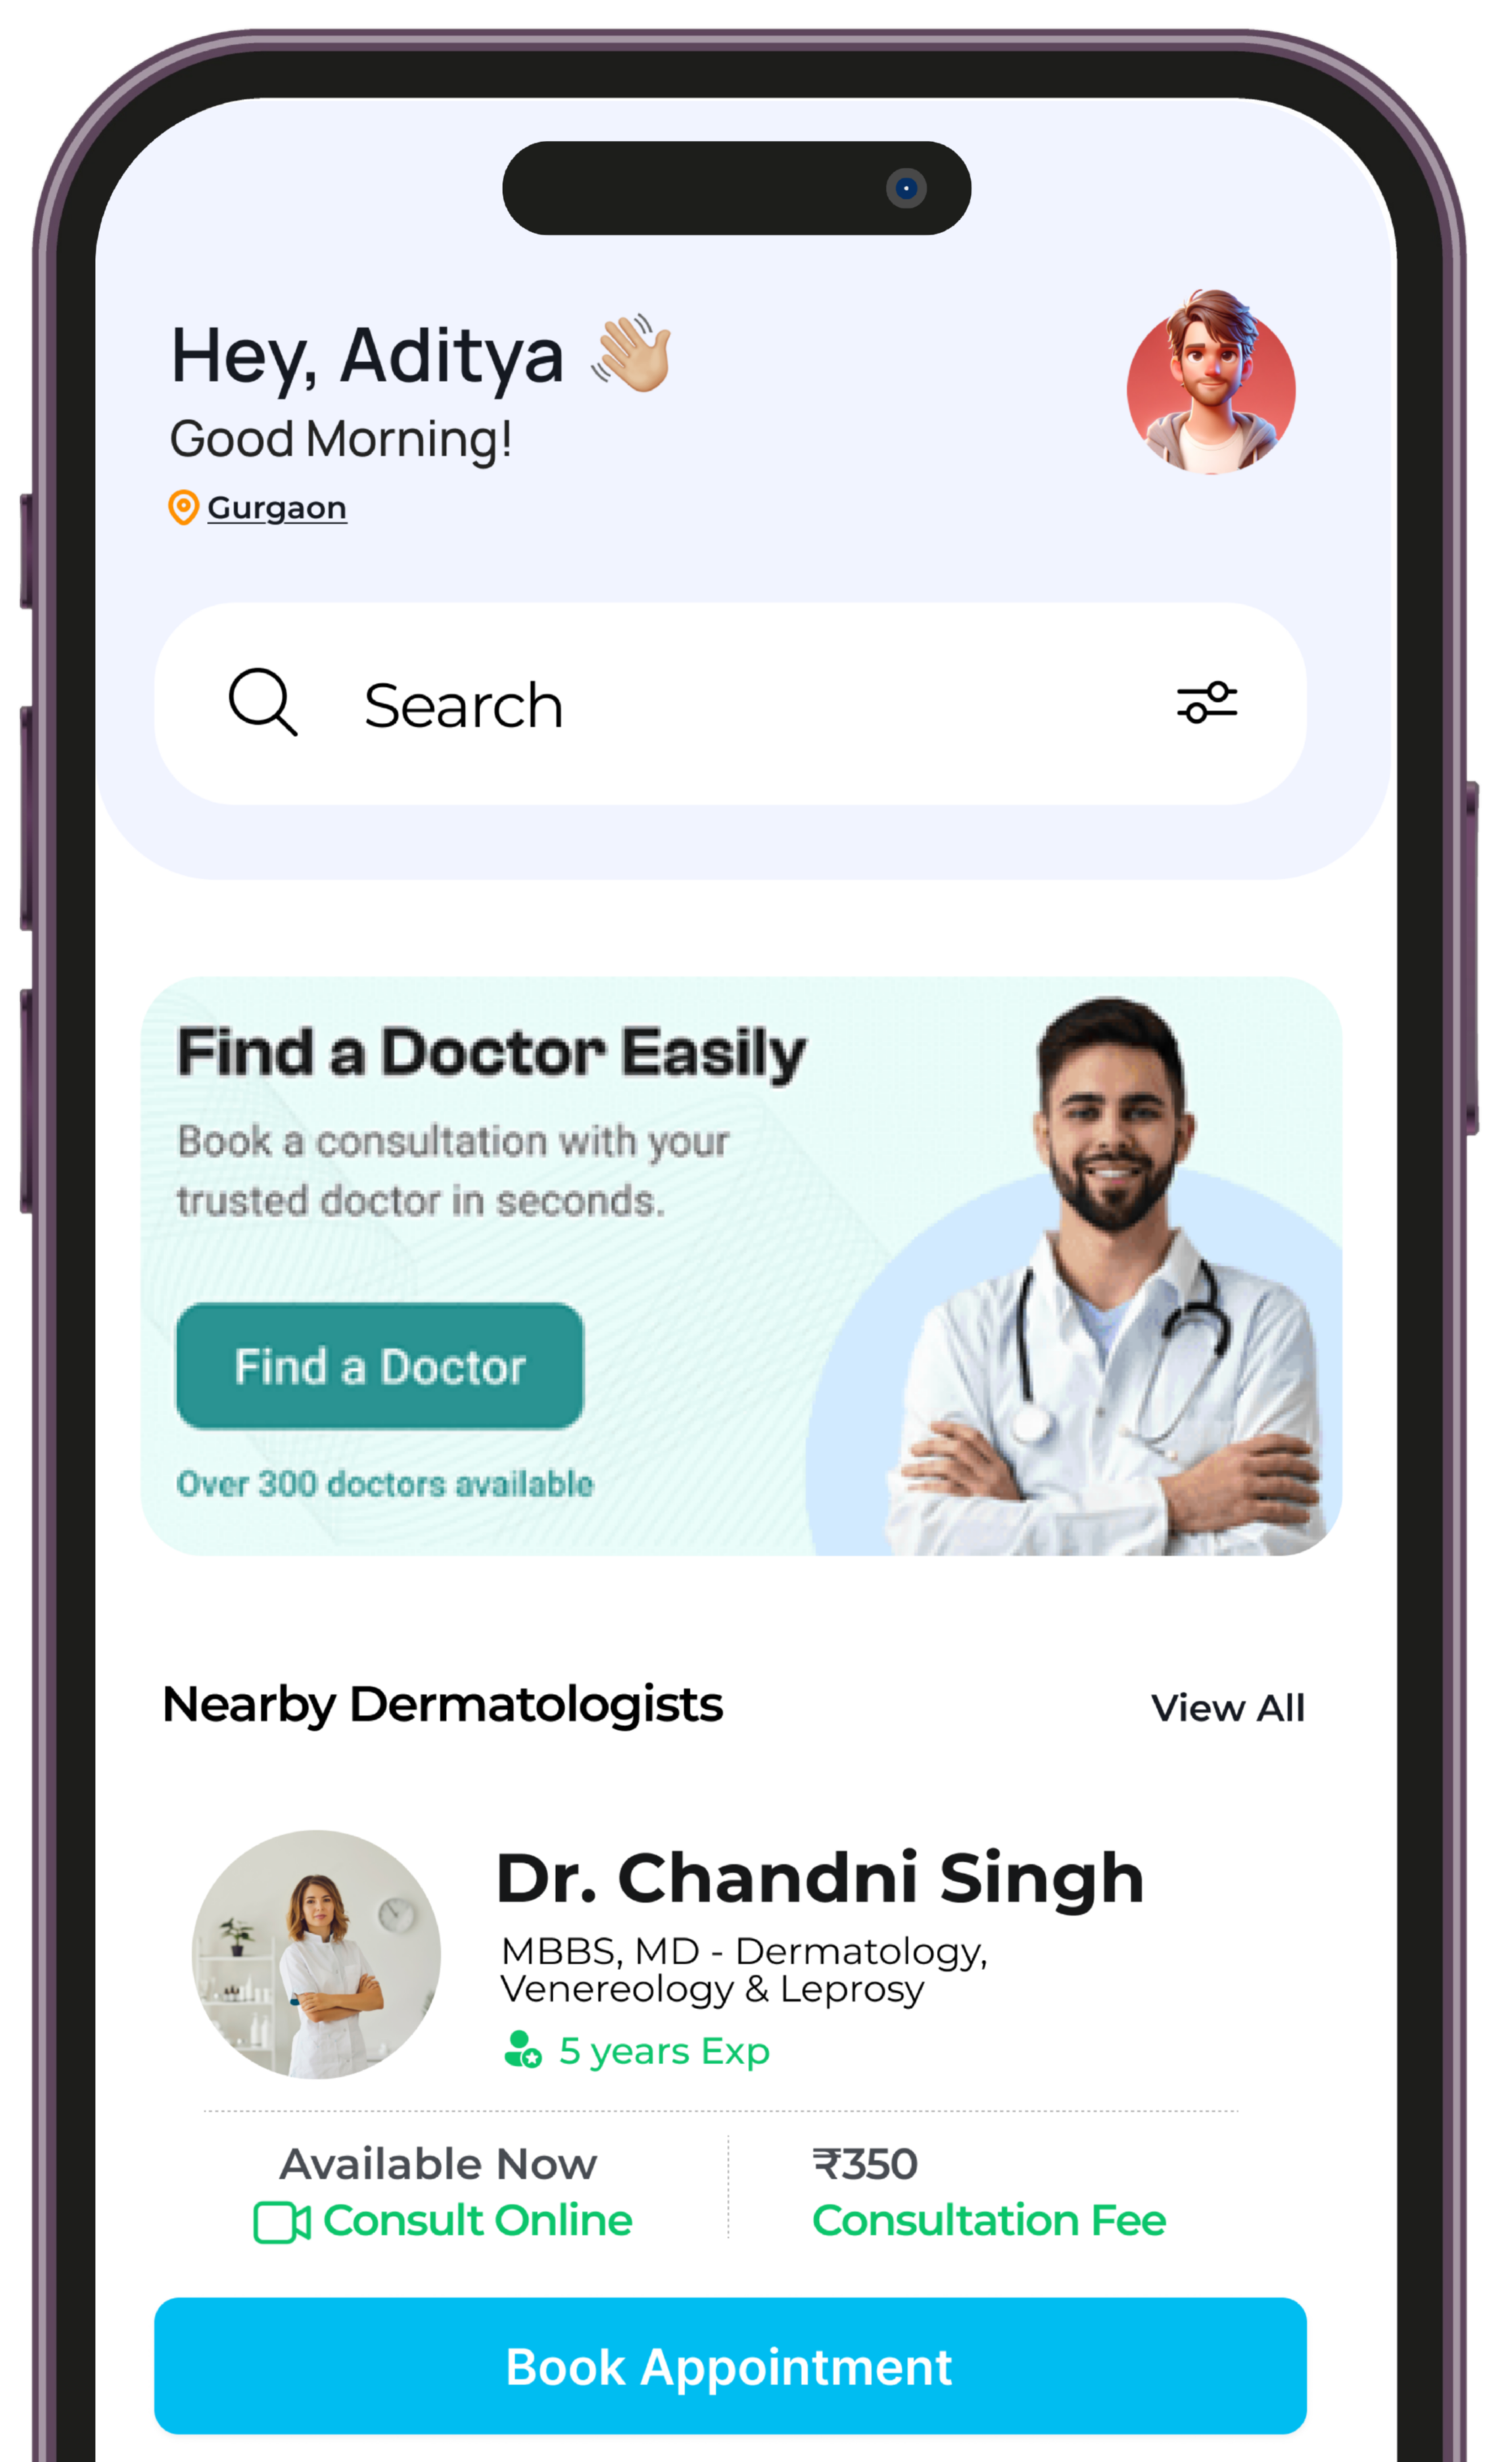 Hey, Aditya 👋🏼
Good Morning!
Gurgaon
Search
Find a Doctor Easily
Book a consultation with your
trusted doctor in seconds.
Find a Doctor
Over 300 doctors available
Nearby Dermatologists
View All
Dr. Chandni Singh
MBBS, MD - Dermatology,
Venereology & Leprosy
5 years Exp
Available Now
Consult Online
₹350
Consultation Fee
Book Appointment